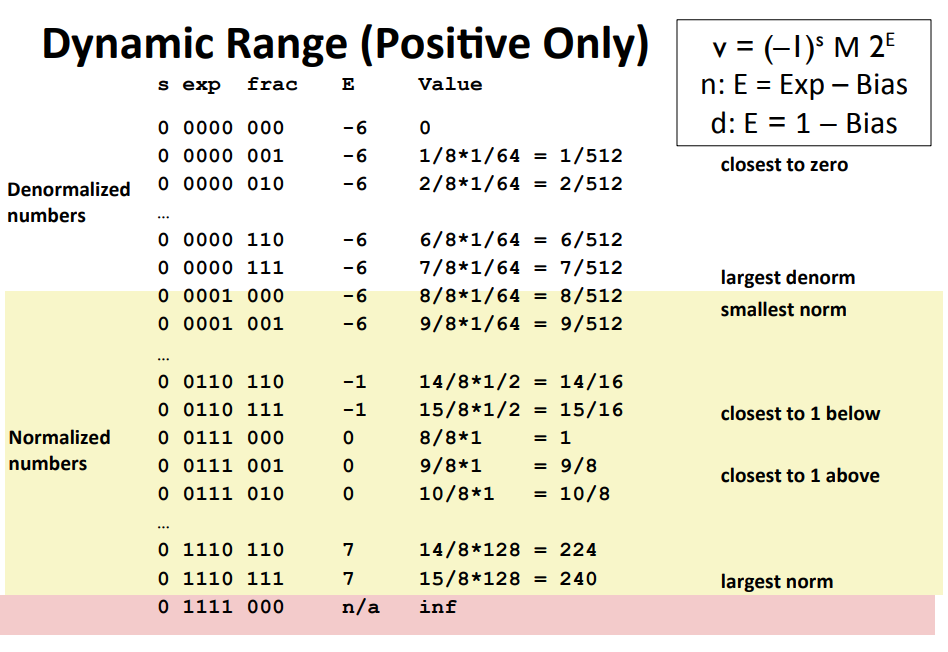 Dynamic Range (Positive Only)
v = (–1)ˢ M 2ᴱ
n: E = Exp – Bias
d: E = 1 – Bias
s exp frac E Value
0 0000 000 -6 0
0 0000 001 -6 1/8*1/64 = 1/512 closest to zero
0 0000 010 -6 2/8*1/64 = 2/512
Denormalized
numbers
…
0 0000 110 -6 6/8*1/64 = 6/512
0 0000 111 -6 7/8*1/64 = 7/512 largest denorm
0 0001 000 -6 8/8*1/64 = 8/512 smallest norm
0 0001 001 -6 9/8*1/64 = 9/512
…
0 0110 110 -1 14/8*1/2 = 14/16
0 0110 111 -1 15/8*1/2 = 15/16 closest to 1 below
Normalized
numbers
0 0111 000 0 8/8*1 = 1
0 0111 001 0 9/8*1 = 9/8 closest to 1 above
0 0111 010 0 10/8*1 = 10/8
…
0 1110 110 7 14/8*128 = 224
0 1110 111 7 15/8*128 = 240 largest norm
0 1111 000 n/a inf